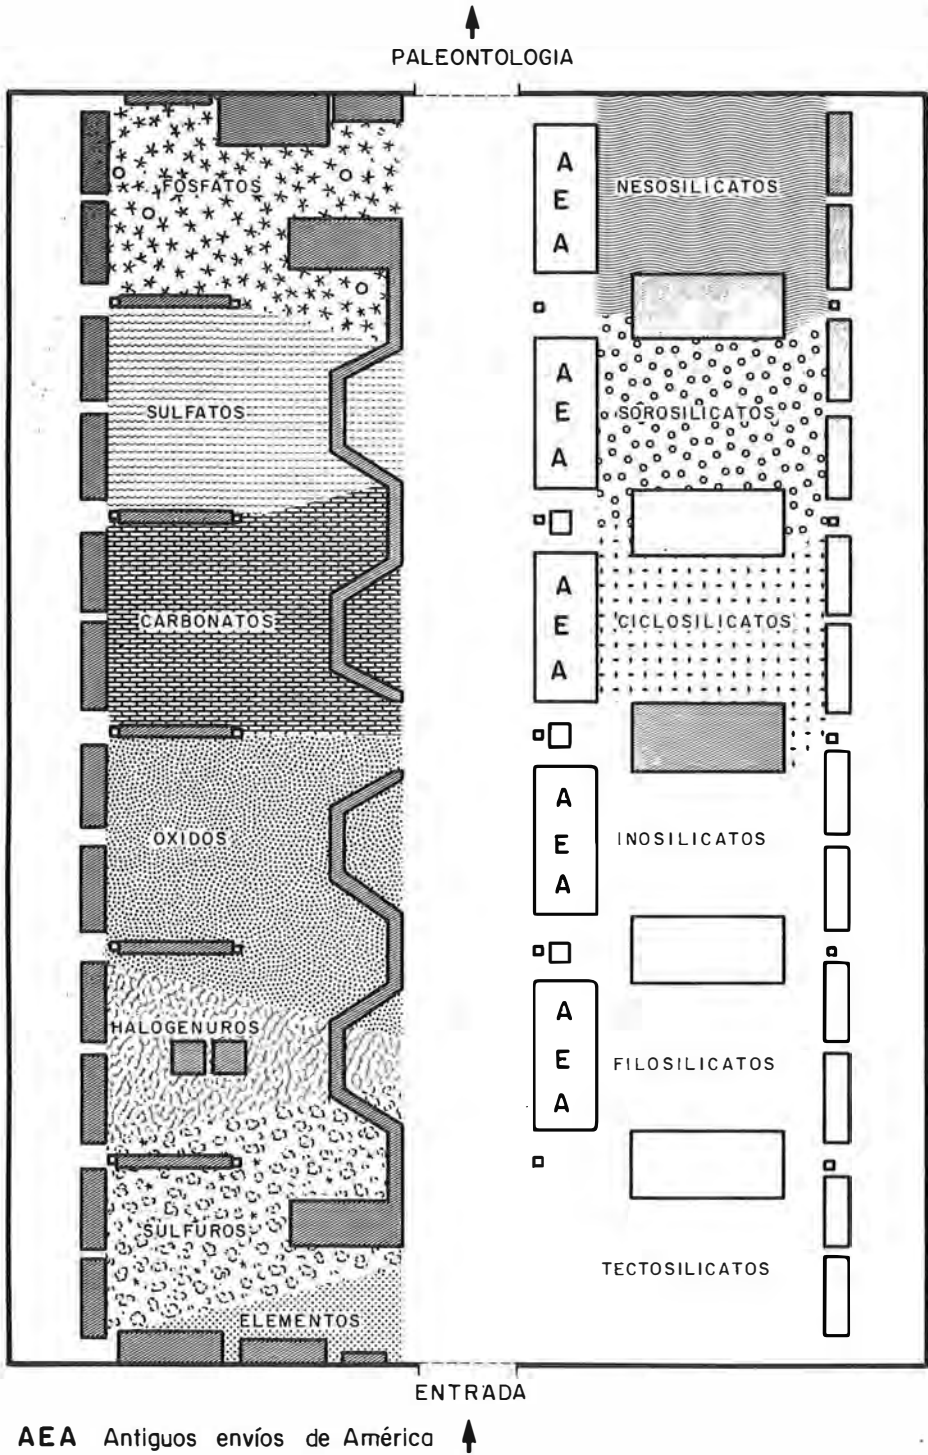 PALEONTOLOGIA
FOSFATOS
SULFATOS
CARBONATOS
OXIDOS
HALOGENUROS
SULFUROS
ELEMENTOS
A
E
A
NESOSILICATOS
A
E
A
SOROSILICATOS
A
E
A
CICLOSILICATOS
A
E
A
INOSILICATOS
A
E
A
FILOSILICATOS
TECTOSILICATOS
ENTRADA
AEA Antiguos envíos de América